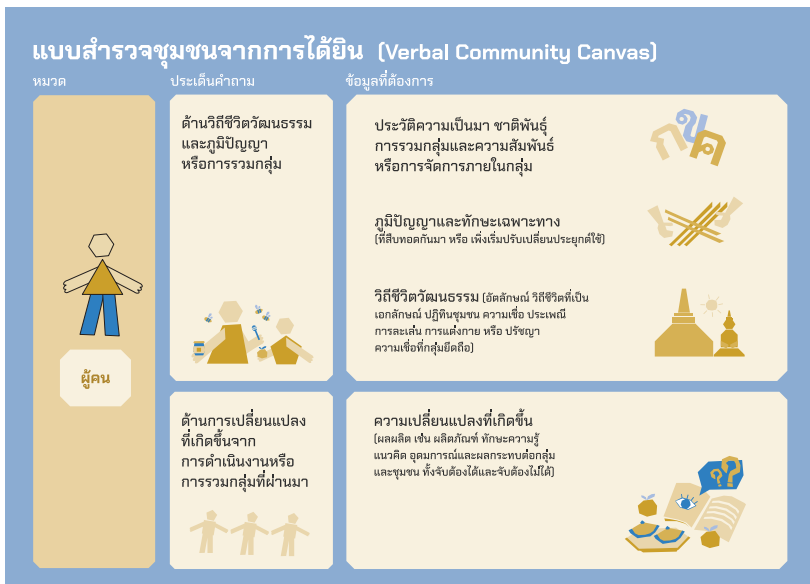 แบบสำรวจชุมชนจากการได้ยิน (Verbal Community Canvas)
หมวด
ประเด็นคำถาม
ข้อมูลที่ต้องการ
ผู้คน
ด้านวิถีชีวิตวัฒนธรรม
และภูมิปัญญา
หรือการรวมกลุ่ม
ประวัติความเป็นมา ชาติพันธุ์
การรวมกลุ่มและความสัมพันธ์
หรือการจัดการภายในกลุ่ม
ก ข ค
ภูมิปัญญาและทักษะเฉพาะทาง
(ที่สืบทอดกันมา หรือ เพิ่งเริ่มปรับเปลี่ยนประยุกต์ใช้)
วิถีชีวิตวัฒนธรรม (อัตลักษณ์ วิถีชีวิตที่เป็น
เอกลักษณ์ ปฏิทินชุมชน ความเชื่อ ประเพณี
การละเล่น การแต่งกาย หรือ ปรัชญา
ความเชื่อที่กลุ่มยึดถือ)
ด้านการเปลี่ยนแปลง
ที่เกิดขึ้นจาก
การดำเนินงานหรือ
การรวมกลุ่มที่ผ่านมา
ความเปลี่ยนแปลงที่เกิดขึ้น
(ผลผลิต เช่น ผลิตภัณฑ์ ทักษะความรู้
แนวคิด อุดมการณ์และผลกระทบต่อกลุ่ม
และชุมชน ทั้งจับต้องได้และจับต้องไม่ได้)
??